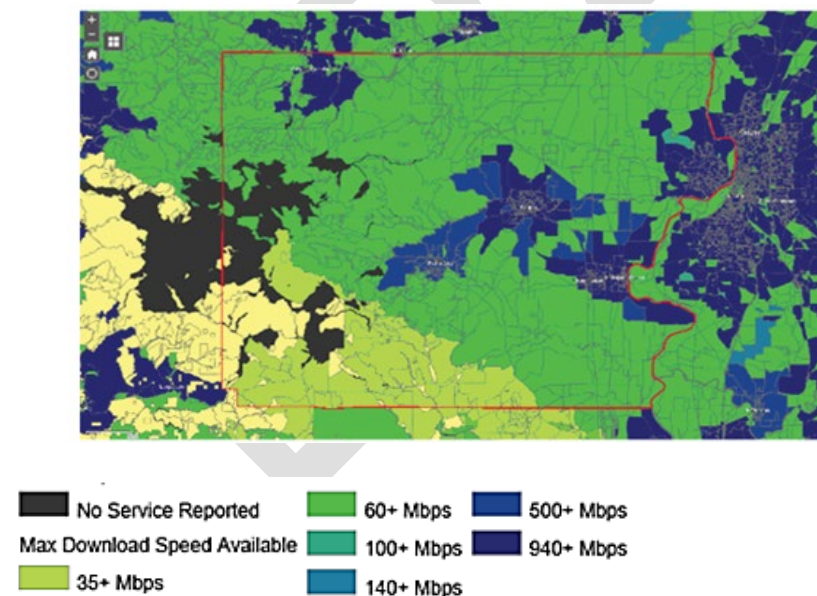 No Service Reported
Max Download Speed Available
35+ Mbps
60+ Mbps
100+ Mbps
140+ Mbps
500+ Mbps
940+ Mbps